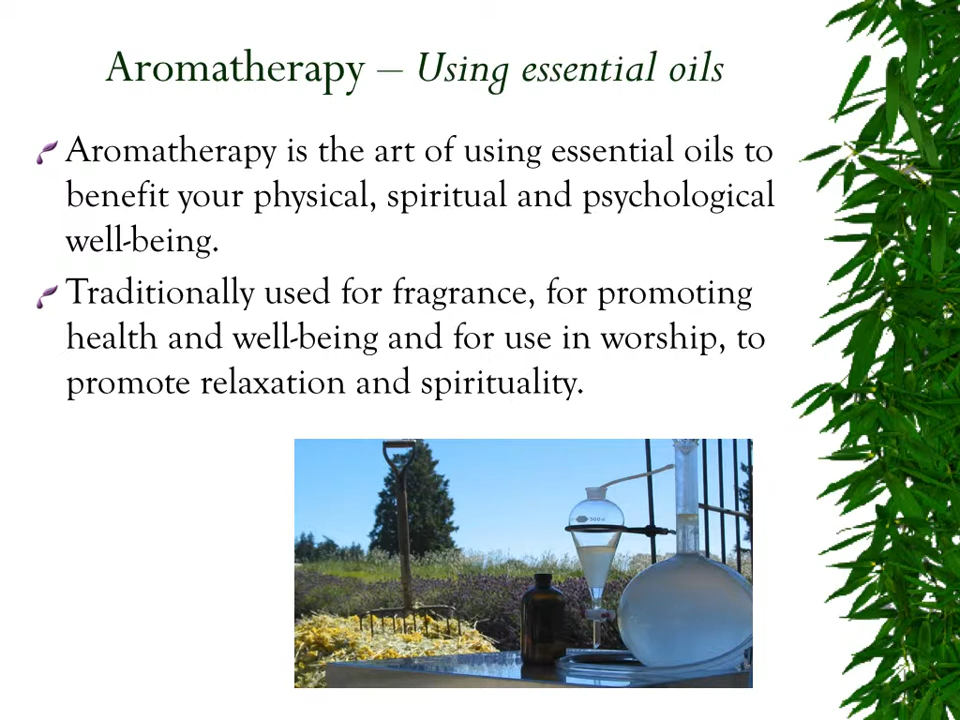 Aromatherapy – Using essential oils
Aromatherapy is the art of using essential oils to
benefit your physical, spiritual and psychological
well-being.
Traditionally used for fragrance, for promoting
health and well-being and for use in worship, to
promote relaxation and spirituality.